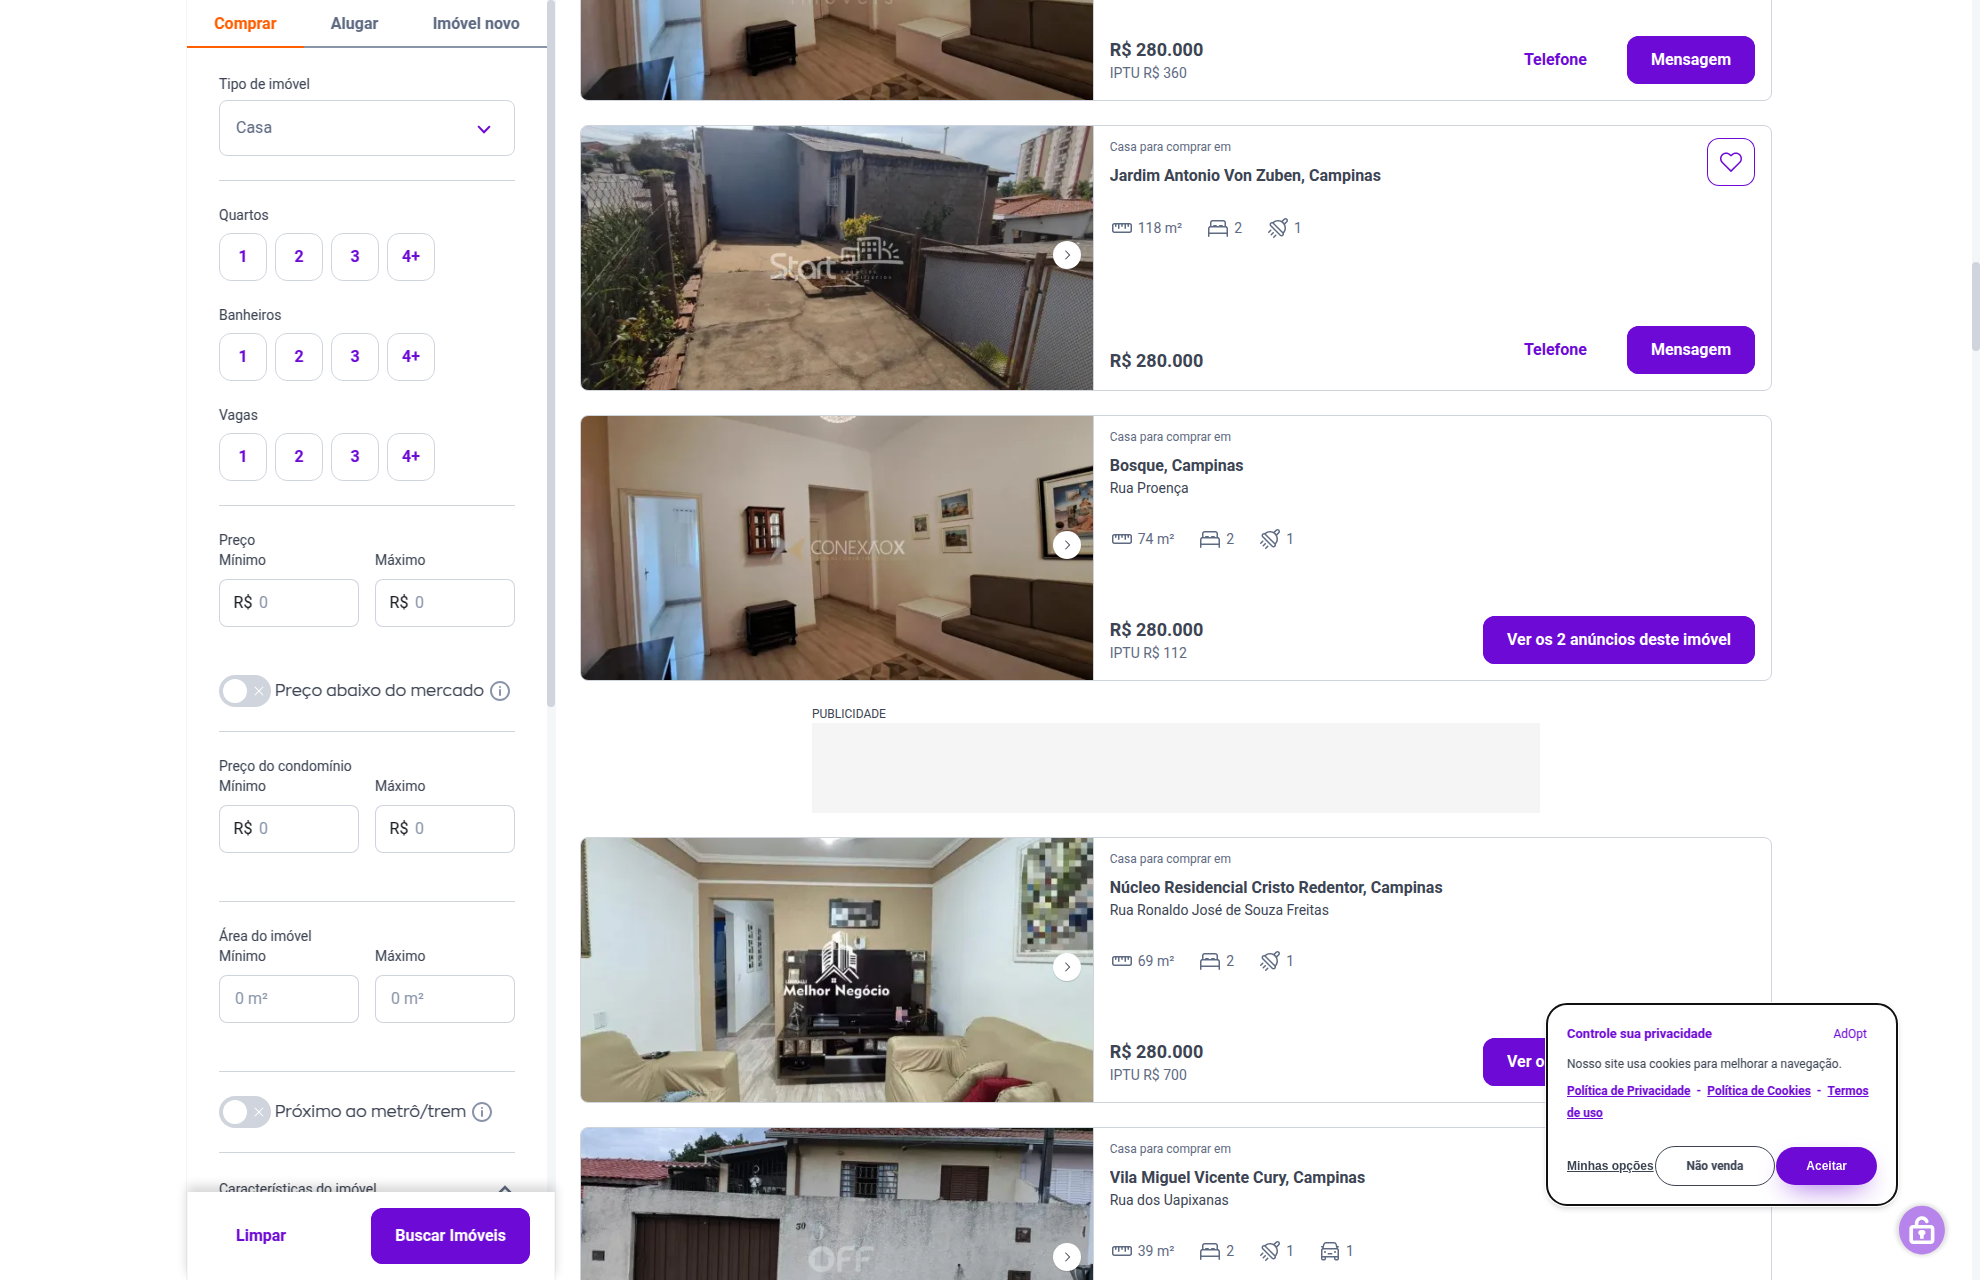 Comprar
Alugar
Imóvel novo
Tipo de imóvel
Casa
Quartos
1
2
3
4+
Banheiros
1
2
3
4+
Vagas
1
2
3
4+
Preço
Mínimo
Máximo
R$ 0
R$ 0
Preço abaixo do mercado
Preço do condomínio
Mínimo
Máximo
R$ 0
R$ 0
Área do imóvel
Mínimo
Máximo
0 m²
0 m²
Próximo ao metrô/trem
Características do imóvel
Limpar
Buscar Imóveis
R$ 280.000
IPTU R$ 360
Telefone
Mensagem
Start
Casa para comprar em
Jardim Antonio Von Zuben, Campinas
118 m²
2
1
R$ 280.000
Telefone
Mensagem
CONEXAOX
Casa para comprar em
Bosque, Campinas
Rua Proença
74 m²
2
1
R$ 280.000
IPTU R$ 112
Ver os 2 anúncios deste imóvel
PUBLICIDADE
Melhor Negócio
Casa para comprar em
Núcleo Residencial Cristo Redentor, Campinas
Rua Ronaldo José de Souza Freitas
69 m²
2
1
R$ 280.000
IPTU R$ 700
Ver o
30
OFF
Casa para comprar em
Vila Miguel Vicente Cury, Campinas
Rua dos Uapixanas
39 m²
2
1
1
Controle sua privacidade
AdOpt
Nosso site usa cookies para melhorar a navegação.
Política de Privacidade - Política de Cookies - Termos
de uso
Minhas opções
Não venda
Aceitar